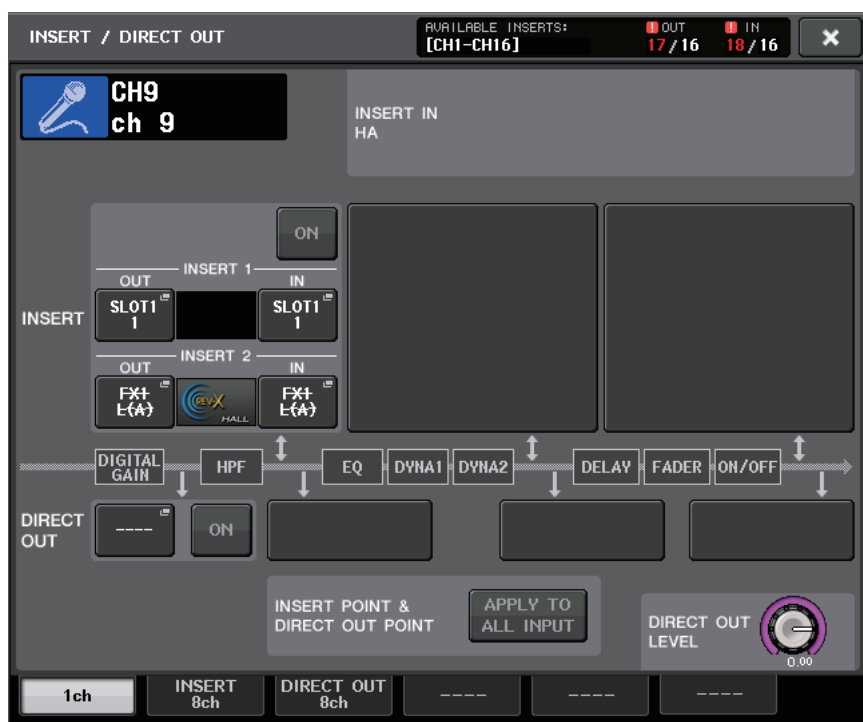 INSERT / DIRECT OUT
AVAILABLE INSERTS:
[CH1-CH16]
! OUT
17/16
! IN
18/16
×
CH9
ch 9
INSERT IN
HA
ON
INSERT 1
OUT
IN
INSERT
SLOT1
1
SLOT1
1
INSERT 2
OUT
IN
FX1
L(A)
REV-X
HALL
FX1
L(A)
DIGITAL
GAIN
HPF
EQ
DYNA1
DYNA2
DELAY
FADER
ON/OFF
DIRECT
OUT
----
ON
INSERT POINT &
DIRECT OUT POINT
APPLY TO
ALL INPUT
DIRECT OUT
LEVEL
0.00
1ch
INSERT
8ch
DIRECT OUT
8ch
----
----
----